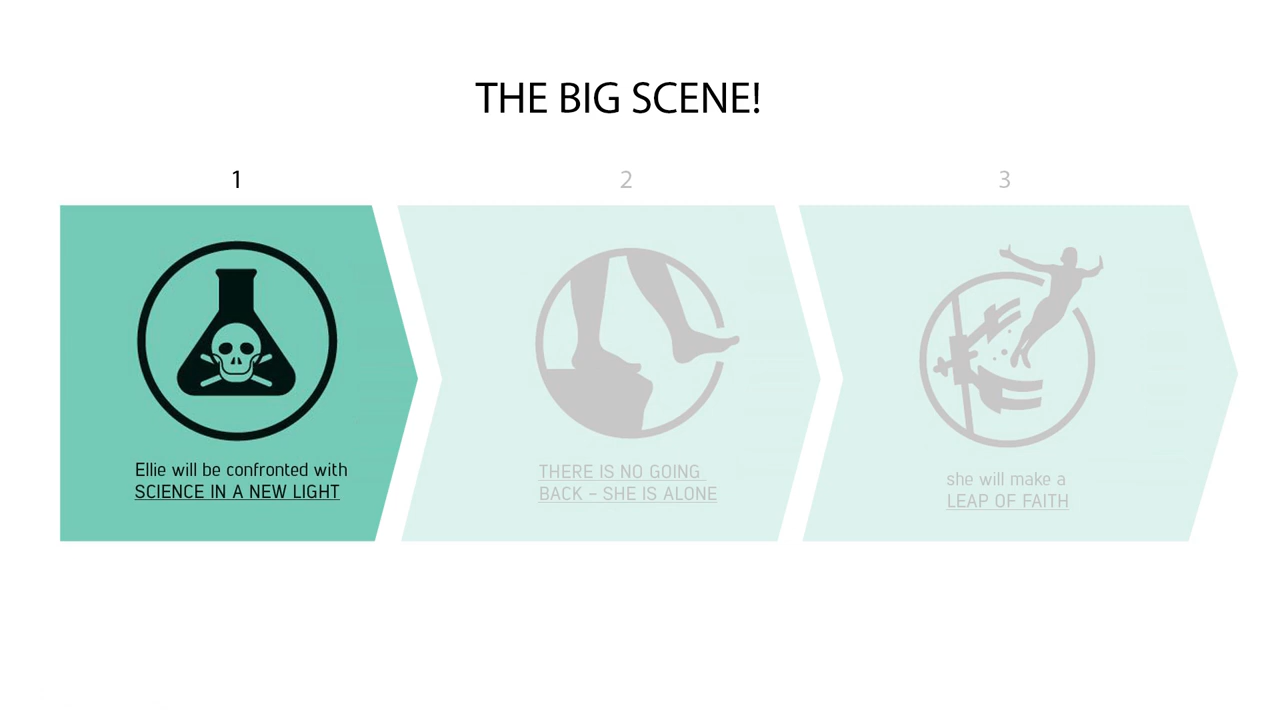 THE BIG SCENE!
1
2
3
Ellie will be confronted with
SCIENCE IN A NEW LIGHT
THERE IS NO GOING
BACK – SHE IS ALONE
she will make a
LEAP OF FAITH